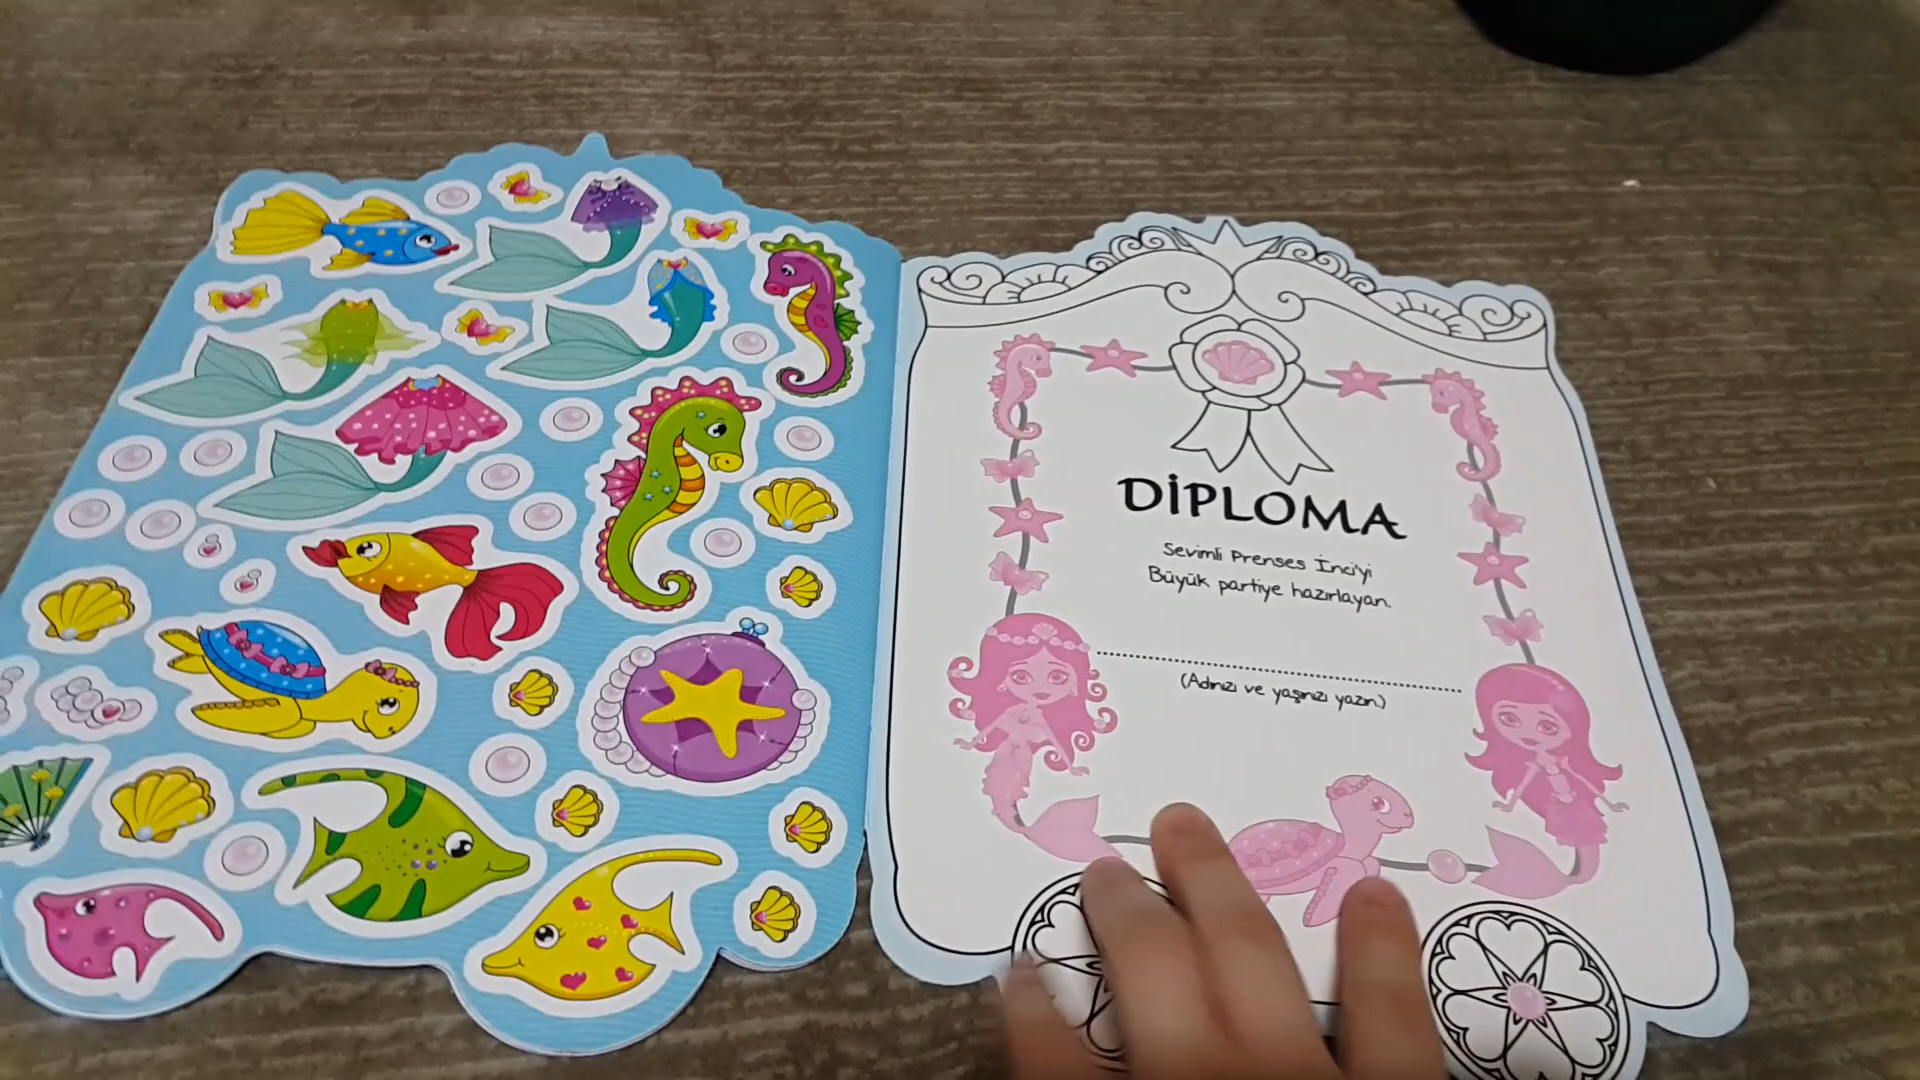 DİPLOMA
Sevimli Prenses İnci'yi
Büyük partiye hazırlayan.
(Adınızı ve yaşınızı yazın.)